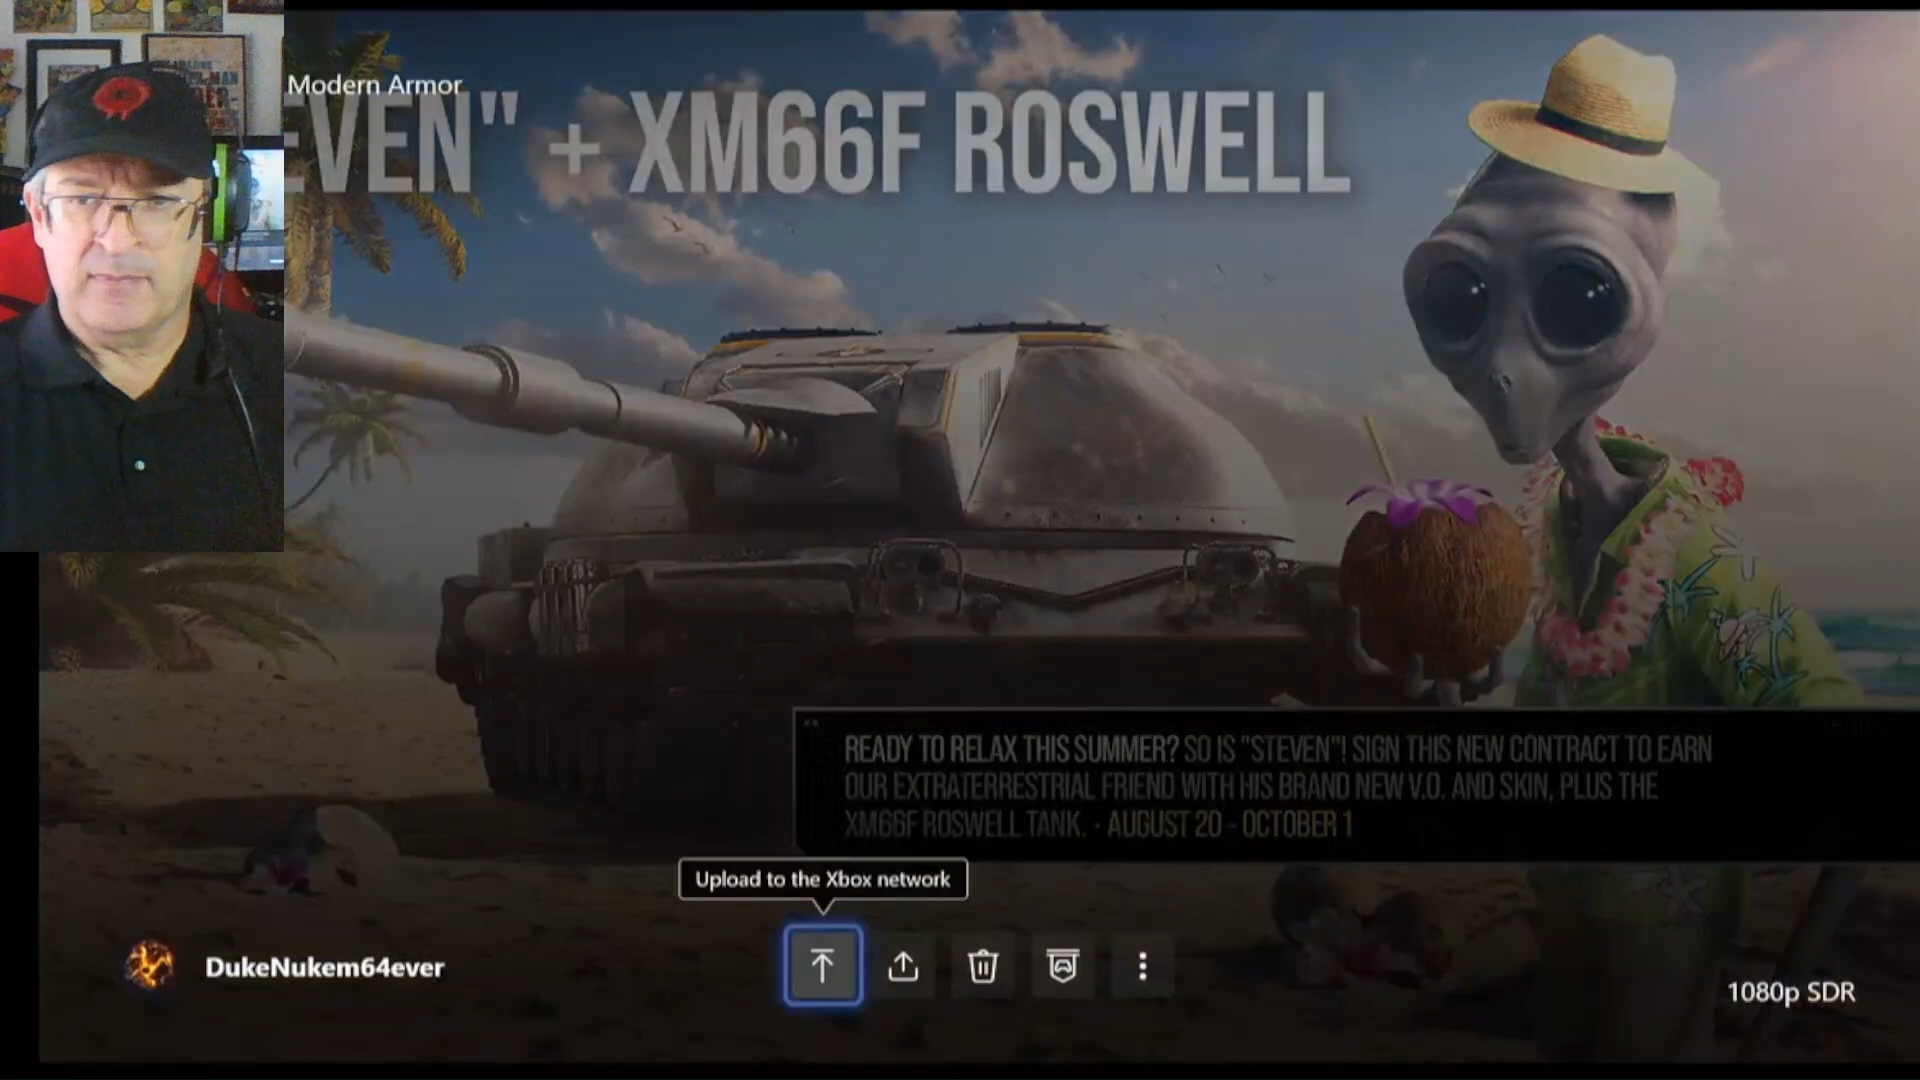 Modern Armor
EVEN" + XM66F ROSWELL
READY TO RELAX THIS SUMMER? SO IS "STEVEN"! SIGN THIS NEW CONTRACT TO EARN
OUR EXTRATERRESTRIAL FRIEND WITH HIS BRAND NEW V.O. AND SKIN, PLUS THE
XM66F ROSWELL TANK. · AUGUST 20 - OCTOBER 1
Upload to the Xbox network
DukeNukem64ever
1080p SDR